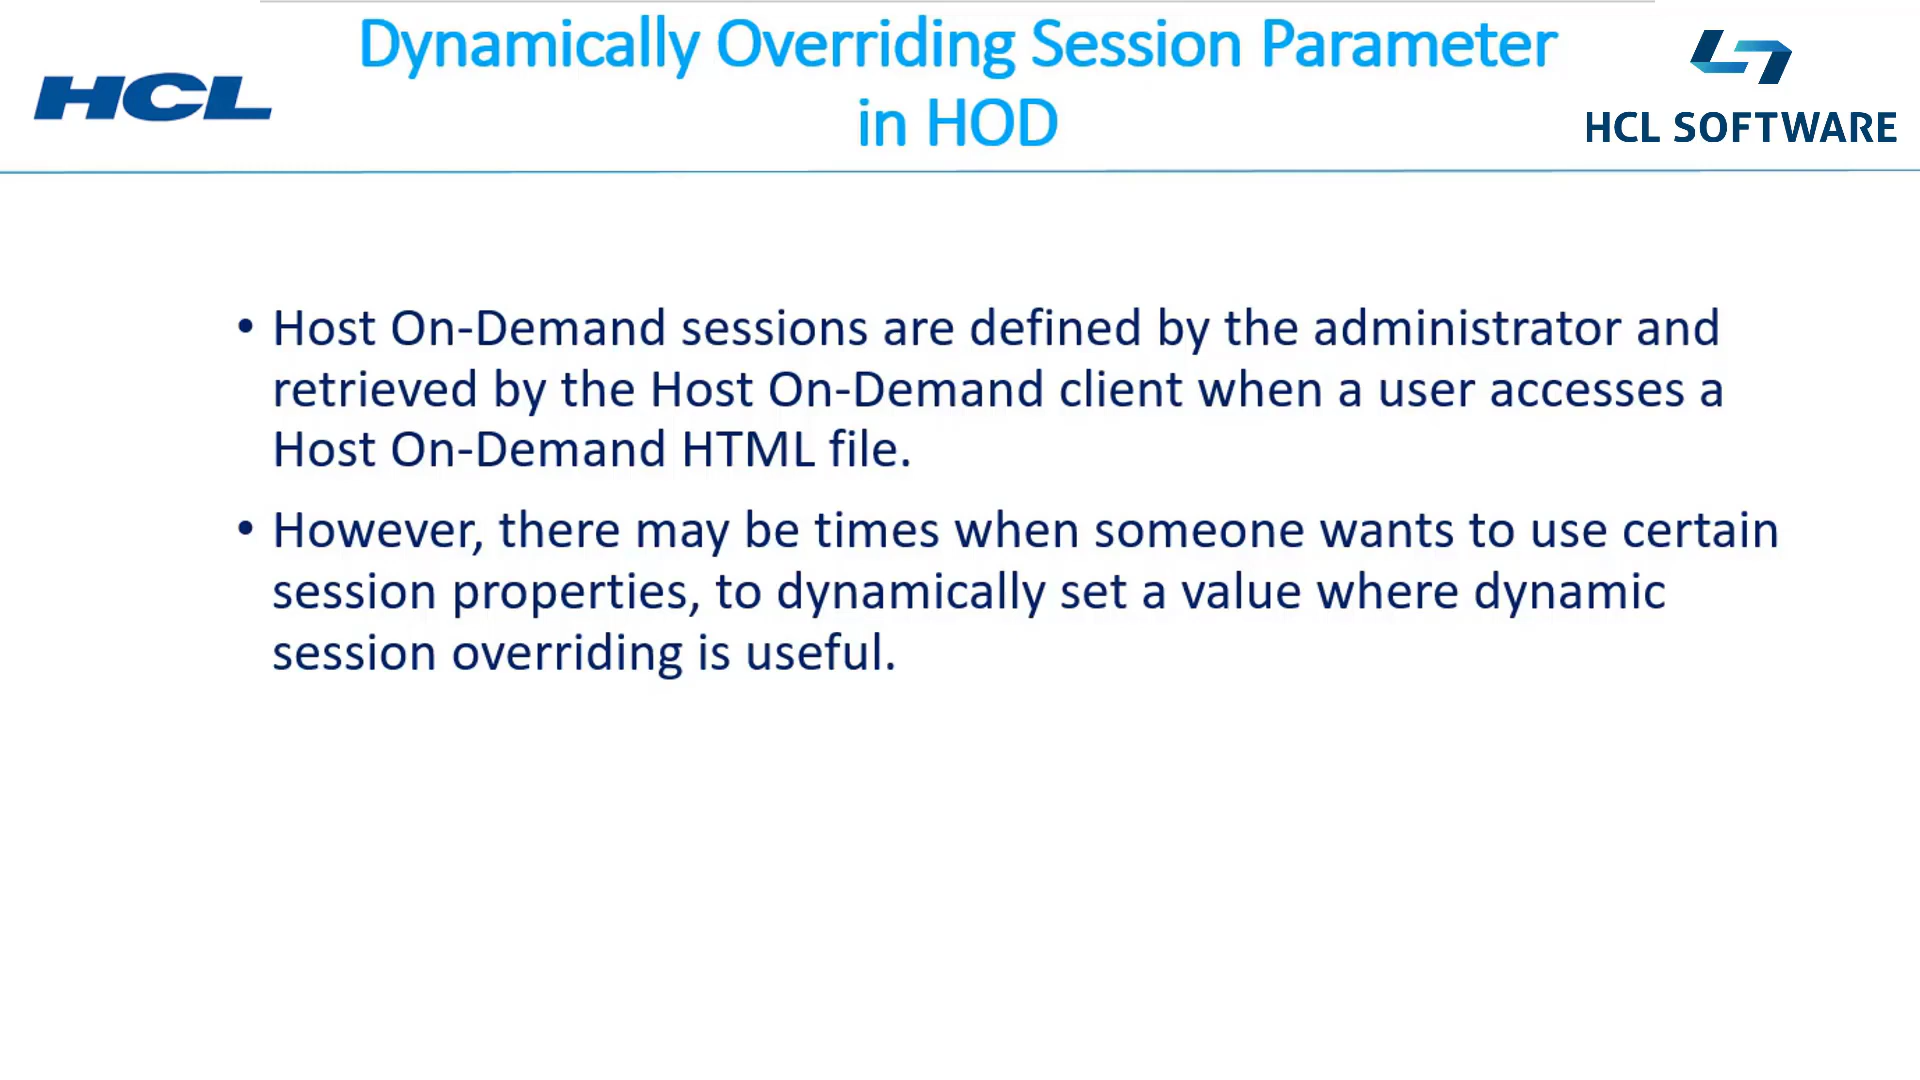 Dynamically Overriding Session Parameter
in HOD
HCL
HCL SOFTWARE
• Host On-Demand sessions are defined by the administrator and
retrieved by the Host On-Demand client when a user accesses a
Host On-Demand HTML file.
• However, there may be times when someone wants to use certain
session properties, to dynamically set a value where dynamic
session overriding is useful.